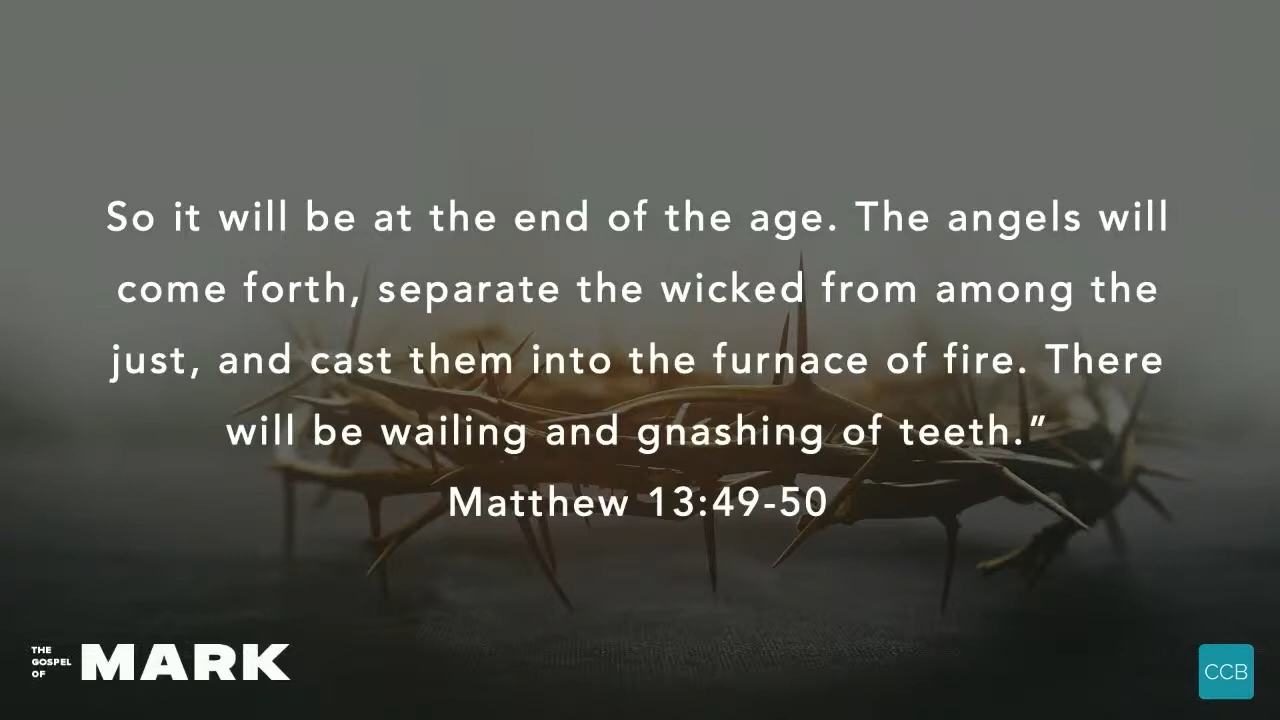 So it will be at the end of the age. The angels will
come forth, separate the wicked from among the
just, and cast them into the furnace of fire. There
will be wailing and gnashing of teeth.”
Matthew 13:49-50
THE
GOSPEL
OF
MARK
CCB